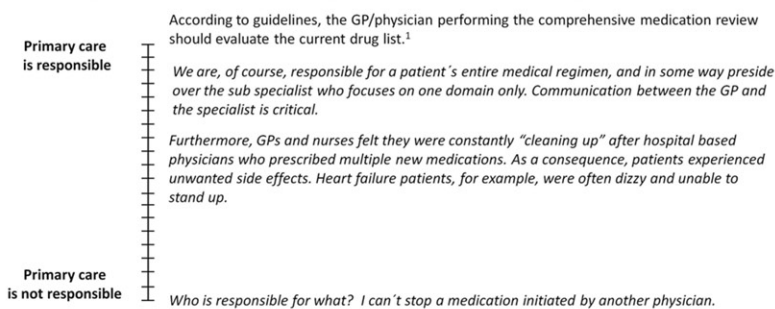 According to guidelines, the GP/physician performing the comprehensive medication review
should evaluate the current drug list.¹
Primary care
is responsible
We are, of course, responsible for a patient´s entire medical regimen, and in some way preside
over the sub specialist who focuses on one domain only. Communication between the GP and
the specialist is critical.
Furthermore, GPs and nurses felt they were constantly “cleaning up” after hospital based
physicians who prescribed multiple new medications. As a consequence, patients experienced
unwanted side effects. Heart failure patients, for example, were often dizzy and unable to
stand up.
Primary care
is not responsible
Who is responsible for what?  I can´t stop a medication initiated by another physician.